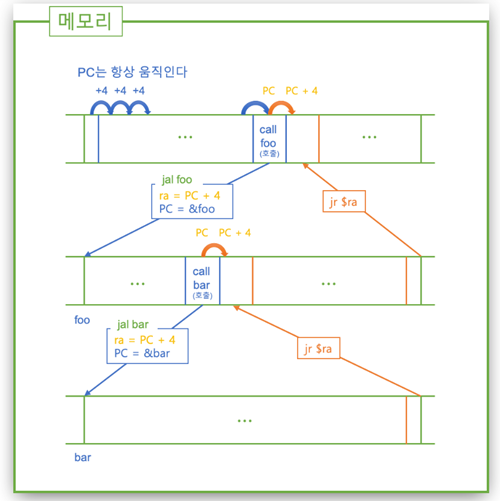 메모리
PC는 항상 움직인다
+4 +4 +4
PC PC + 4
...
call
foo
(호출)
...
jal foo
ra = PC + 4
PC = &foo
jr $ra
PC PC + 4
...
call
bar
(호출)
...
foo
jal bar
ra = PC + 4
PC = &bar
jr $ra
...
bar